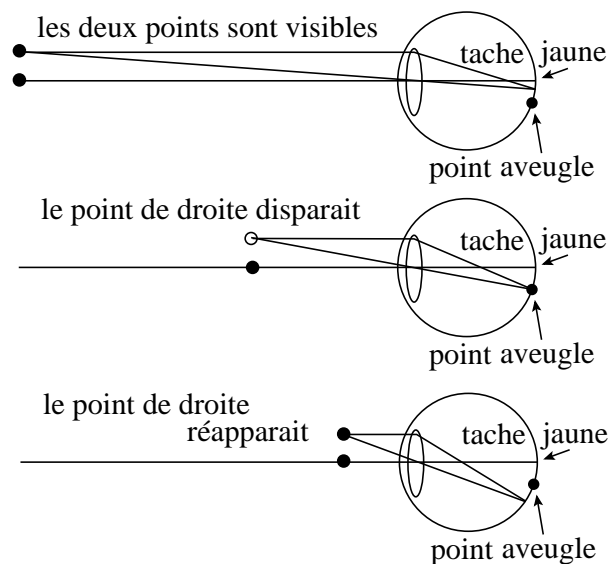 les deux points sont visibles
tache jaune
point aveugle
le point de droite disparait
tache jaune
point aveugle
le point de droite
réapparait
tache jaune
point aveugle